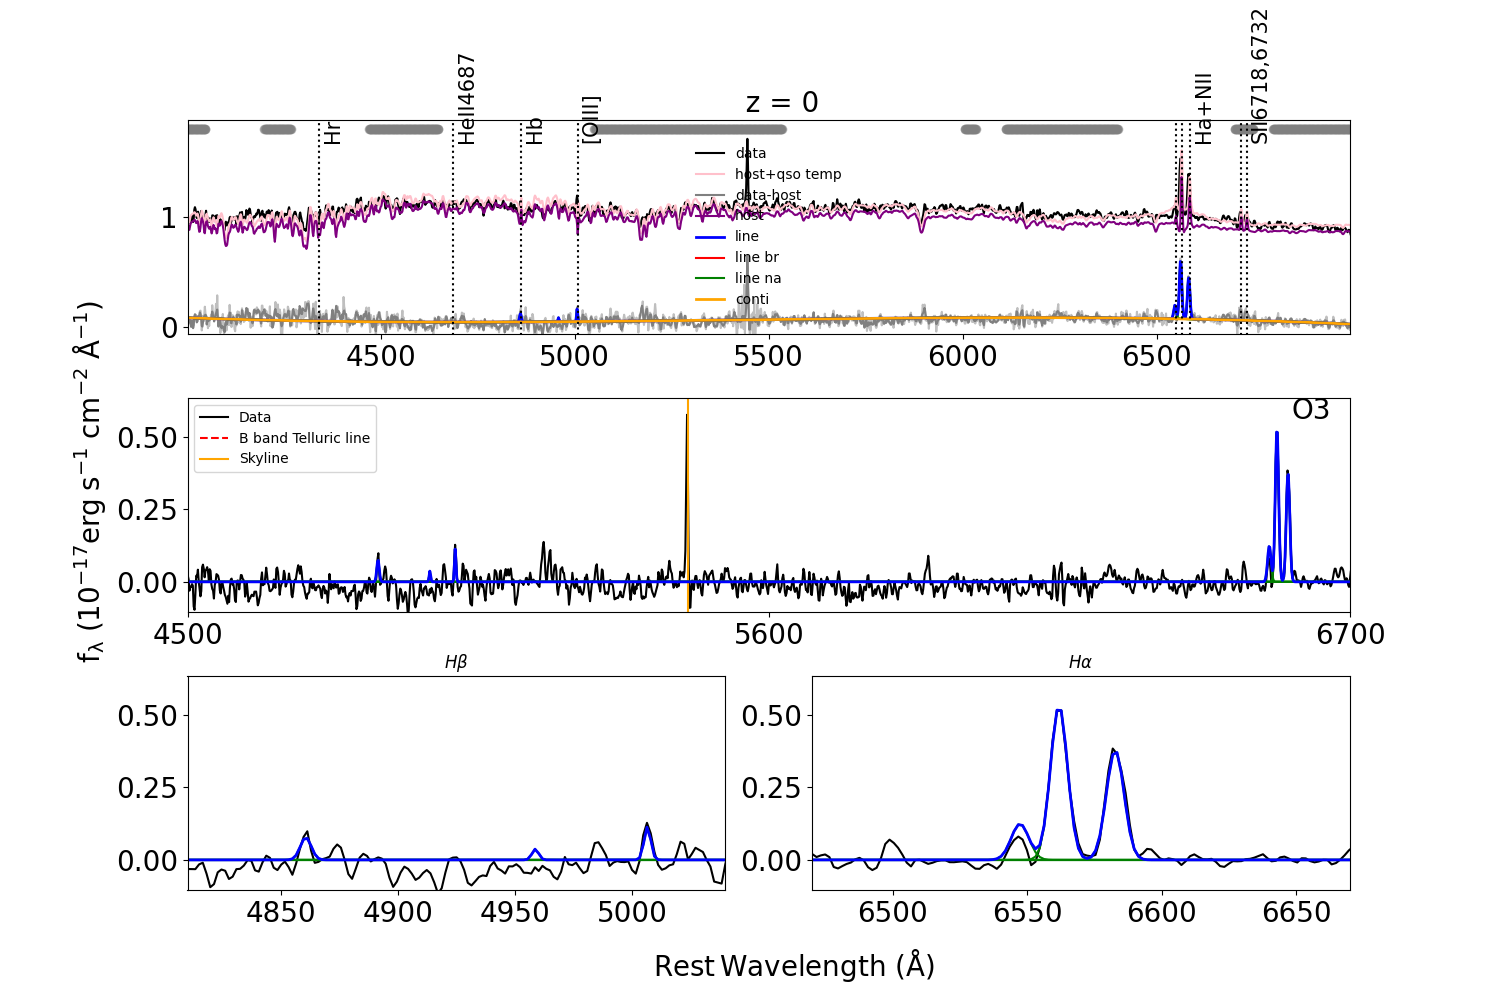 z = 0
Hr
HeII4687
Hb
[OIII]
Ha+NII
SII6718,6732
data
host+qso temp
data-host
host
line
line br
line na
conti
1
0
4500 5000 5500 6000 6500
fλ (10⁻¹⁷erg s⁻¹ cm⁻² Å⁻¹)
O3
Data
B band Telluric line
Skyline
0.50
0.25
0.00
4500 5600 6700
Hβ
0.50
0.25
0.00
4850 4900 4950 5000
Hα
0.50
0.25
0.00
6500 6550 6600 6650
Rest Wavelength (Å)